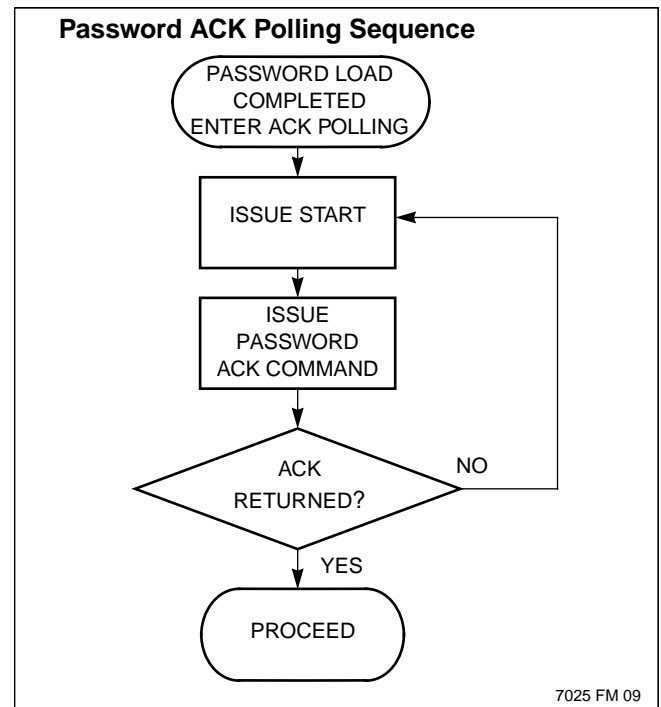 Password ACK Polling Sequence
PASSWORD LOAD
COMPLETED
ENTER ACK POLLING
ISSUE START
ISSUE
PASSWORD
ACK COMMAND
ACK
RETURNED?
NO
YES
PROCEED
7025 FM 09